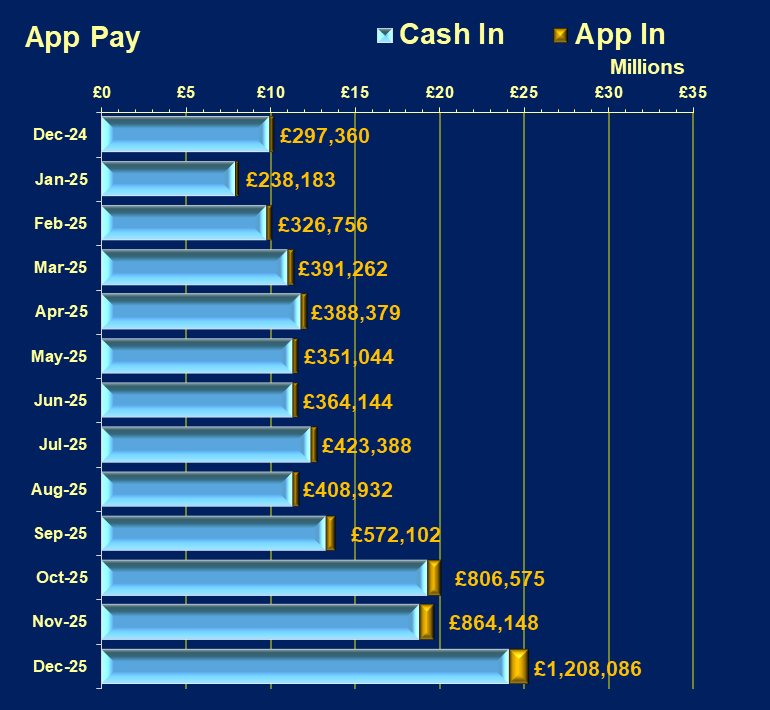 App Pay
Cash In
App In
Millions
£0 £5 £10 £15 £20 £25 £30 £35
Dec-24 £297,360
Jan-25 £238,183
Feb-25 £326,756
Mar-25 £391,262
Apr-25 £388,379
May-25 £351,044
Jun-25 £364,144
Jul-25 £423,388
Aug-25 £408,932
Sep-25 £572,102
Oct-25 £806,575
Nov-25 £864,148
Dec-25 £1,208,086